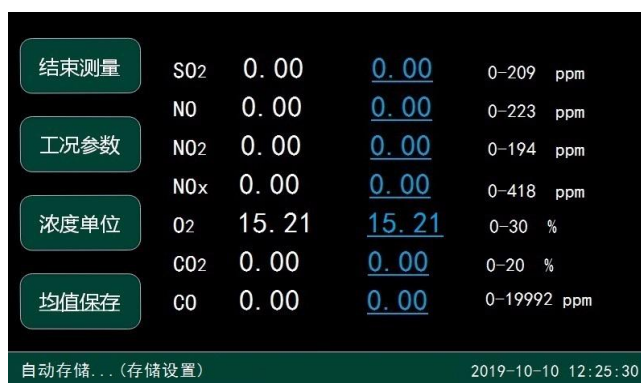 结束测量
工况参数
浓度单位
均值保存
SO2 0.00 0.00 0-209 ppm
NO 0.00 0.00 0-223 ppm
NO2 0.00 0.00 0-194 ppm
NOx 0.00 0.00 0-418 ppm
O2 15.21 15.21 0-30 %
CO2 0.00 0.00 0-20 %
CO 0.00 0.00 0-19992 ppm
自动存储...(存储设置) 2019-10-10 12:25:30